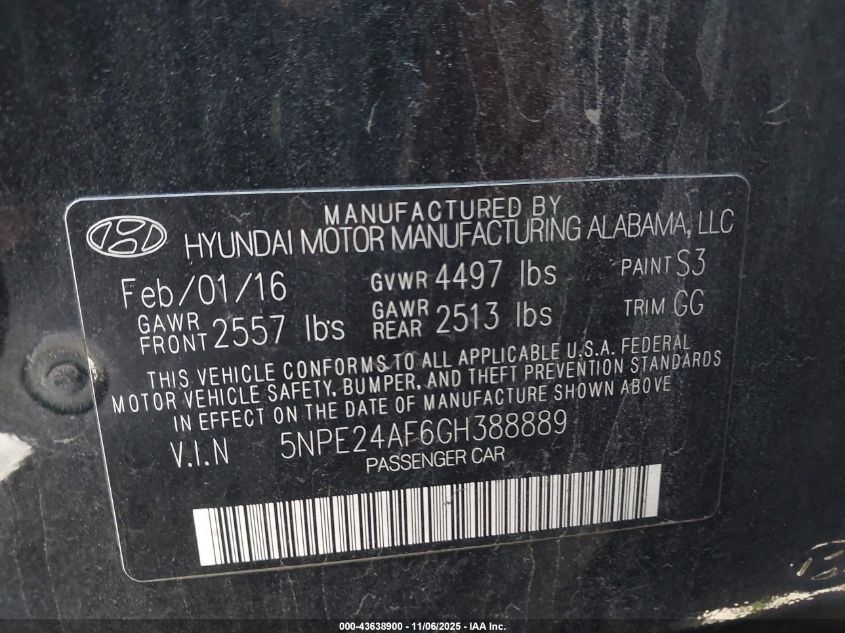 MANUFACTURED BY
HYUNDAI MOTOR MANUFACTURING ALABAMA, LLC
Feb/01/16 GVWR 4497 lbs PAINT S3
GAWR FRONT 2557 lbs GAWR REAR 2513 lbs TRIM GG
THIS VEHICLE CONFORMS TO ALL APPLICABLE U.S.A. FEDERAL
MOTOR VEHICLE SAFETY, BUMPER, AND THEFT PREVENTION STANDARDS
IN EFFECT ON THE DATE OF MANUFACTURE SHOWN ABOVE
V.I.N 5NPE24AF6GH388889
PASSENGER CAR
000-43638900 - 11/06/2025 - IAA Inc.